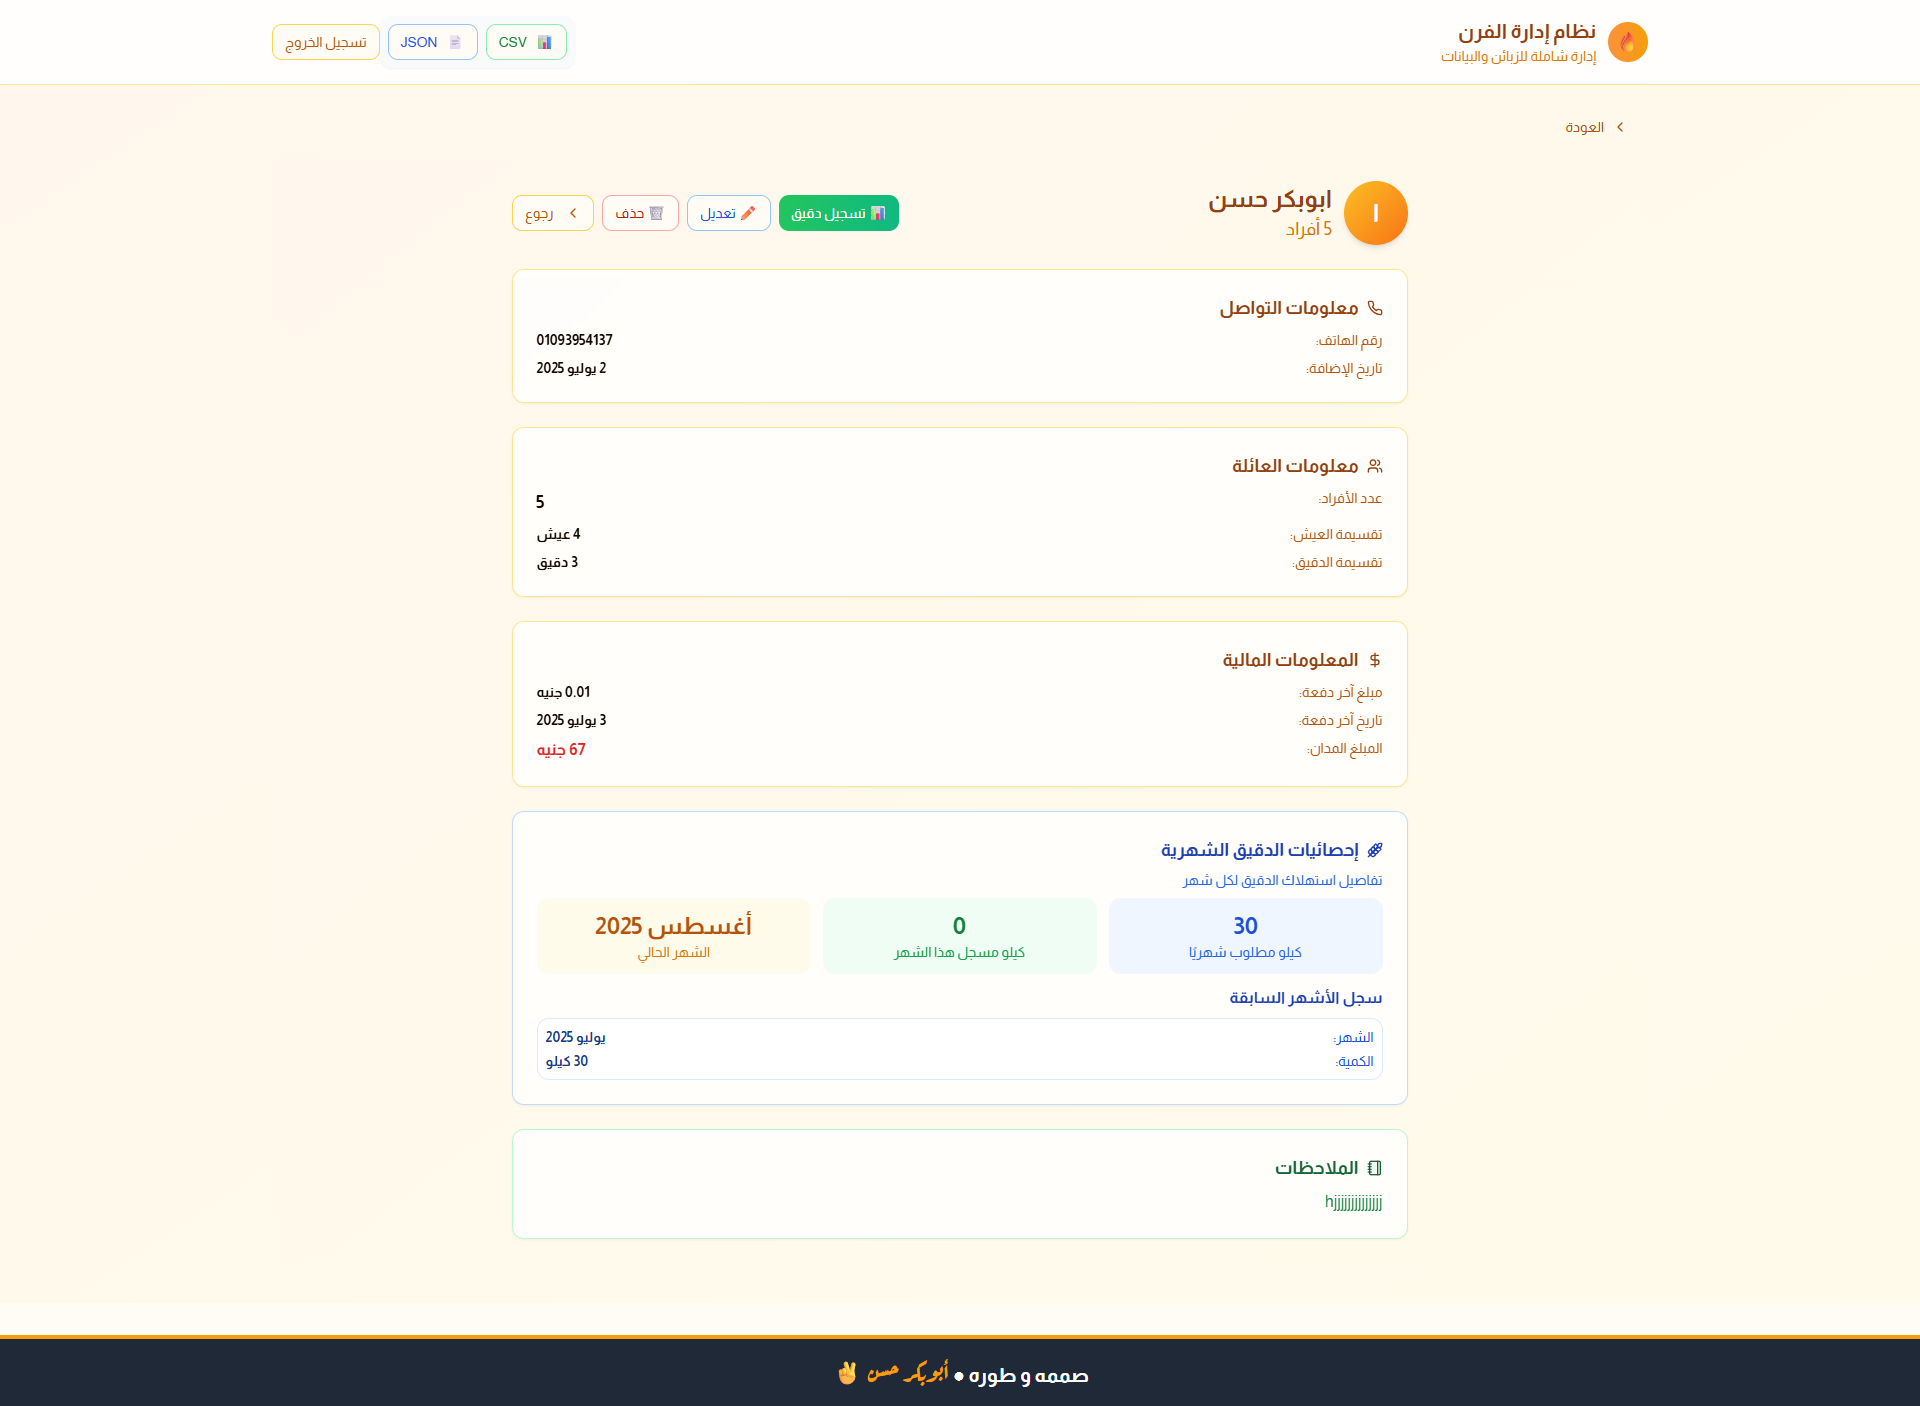 نظام إدارة الفرن
إدارة شاملة للزبائن والبيانات
CSV
JSON
تسجيل الخروج
العودة
ا
ابوبكر حسن
5 أفراد
تسجيل دقيق
تعديل
حذف
رجوع
معلومات التواصل
رقم الهاتف: 01093954137
تاريخ الإضافة: 2 يوليو 2025
معلومات العائلة
عدد الأفراد: 5
تقسيمة العيش: 4 عيش
تقسيمة الدقيق: 3 دقيق
المعلومات المالية
مبلغ آخر دفعة: 0.01 جنيه
تاريخ آخر دفعة: 3 يوليو 2025
المبلغ المدان: 67 جنيه
إحصائيات الدقيق الشهرية
تفاصيل استهلاك الدقيق لكل شهر
30
كيلو مطلوب شهريًا
0
كيلو مسجل هذا الشهر
أغسطس 2025
الشهر الحالي
سجل الأشهر السابقة
الشهر: يوليو 2025
الكمية: 30 كيلو
الملاحظات
hjjjjjjjjjjjjjj
صممه و طوره • أبوبكر حسن ✌